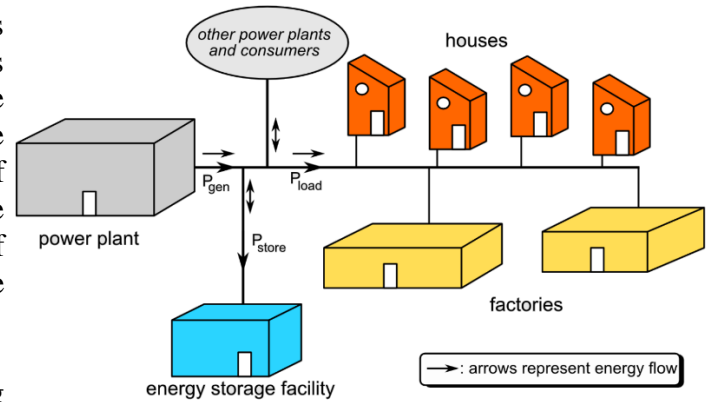 other power plants
and consumers
houses
P_gen
P_load
power plant
P_store
factories
: arrows represent energy flow
energy storage facility